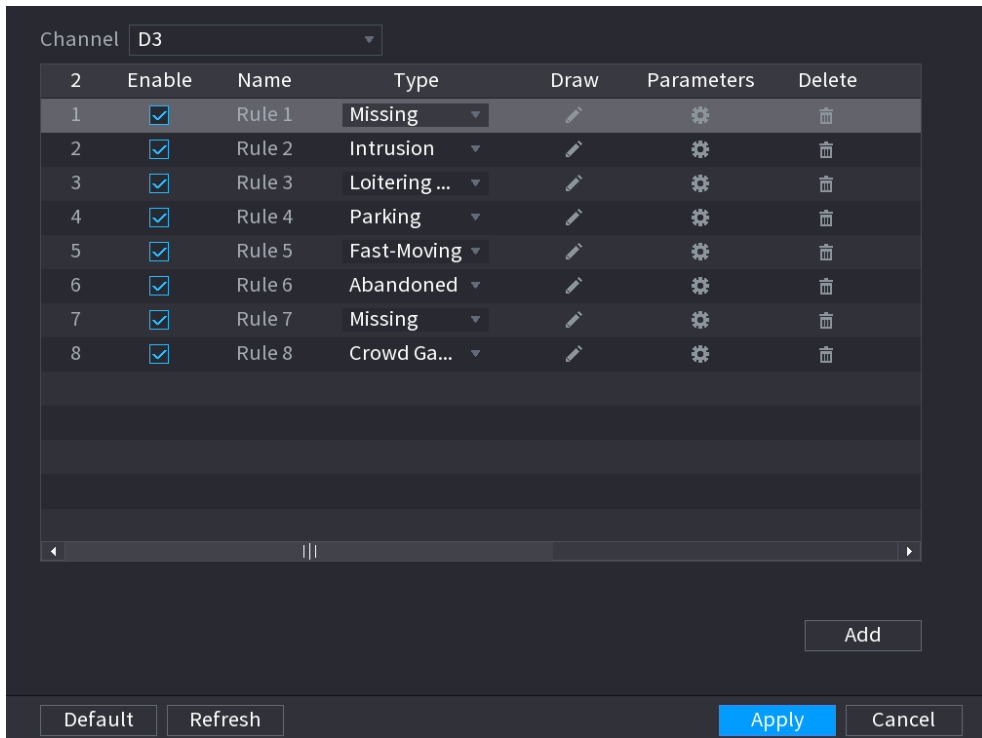 Channel D3
2 Enable Name Type Draw Parameters Delete
1 Rule 1 Missing
2 Rule 2 Intrusion
3 Rule 3 Loitering ...
4 Rule 4 Parking
5 Rule 5 Fast-Moving
6 Rule 6 Abandoned
7 Rule 7 Missing
8 Rule 8 Crowd Ga...
Add
Default Refresh Apply Cancel